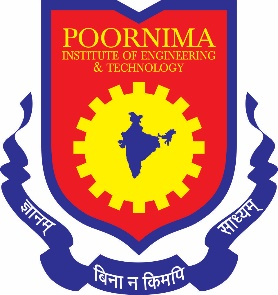 POORNIMA
INSTITUTE OF ENGINEERING
& TECHNOLOGY
ज्ञानम् बिना न किमपि साध्यम्